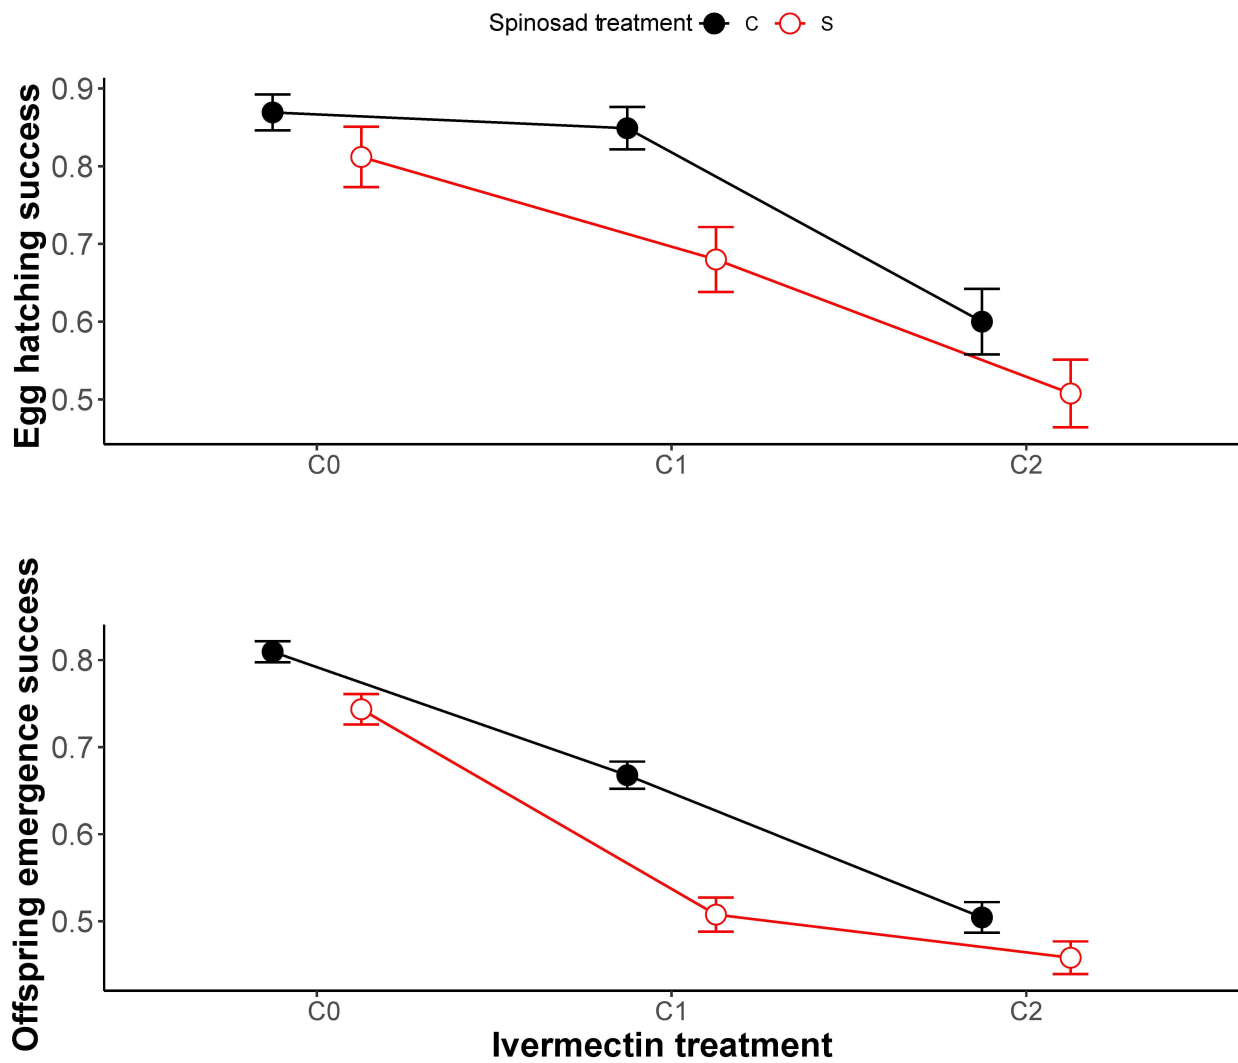 Spinosad treatment C S
Egg hatching success
0.9
0.8
0.7
0.6
0.5
C0 C1 C2
Offspring emergence success
0.8
0.7
0.6
0.5
C0 C1 C2
Ivermectin treatment